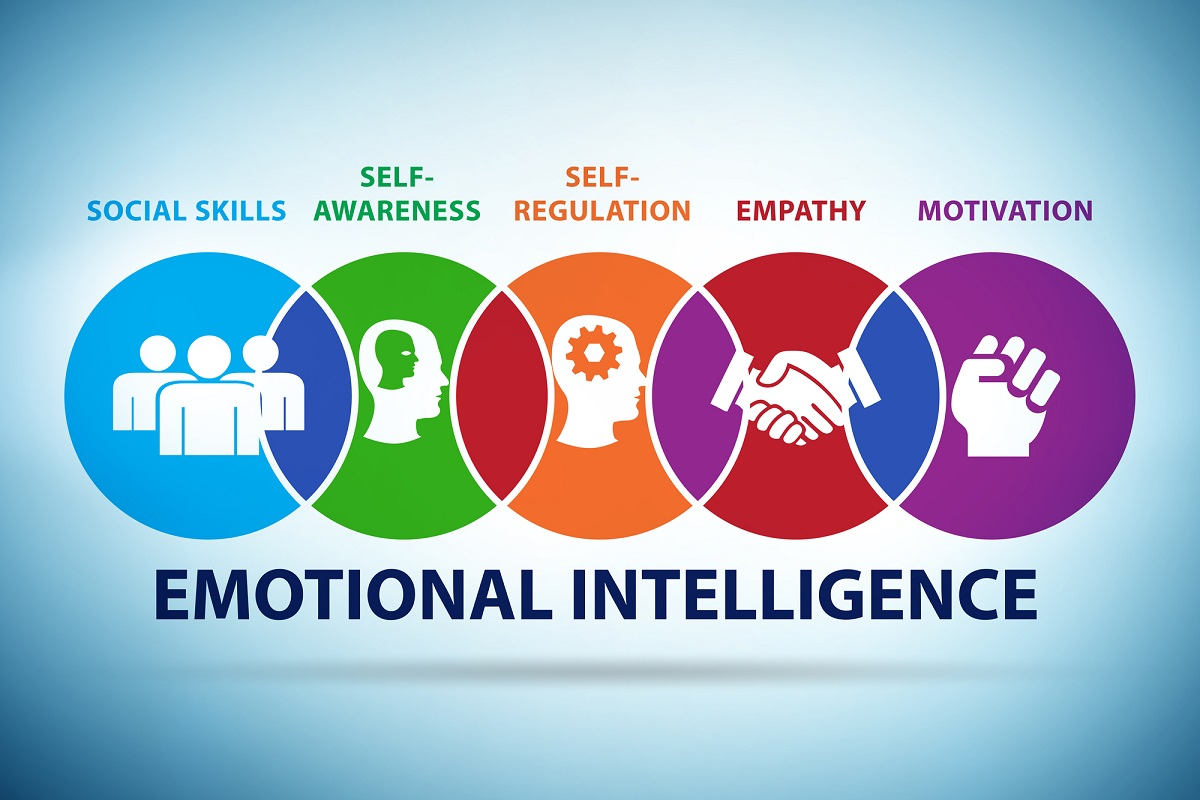 SOCIAL SKILLS
SELF-
AWARENESS
SELF-
REGULATION
EMPATHY
MOTIVATION
EMOTIONAL INTELLIGENCE